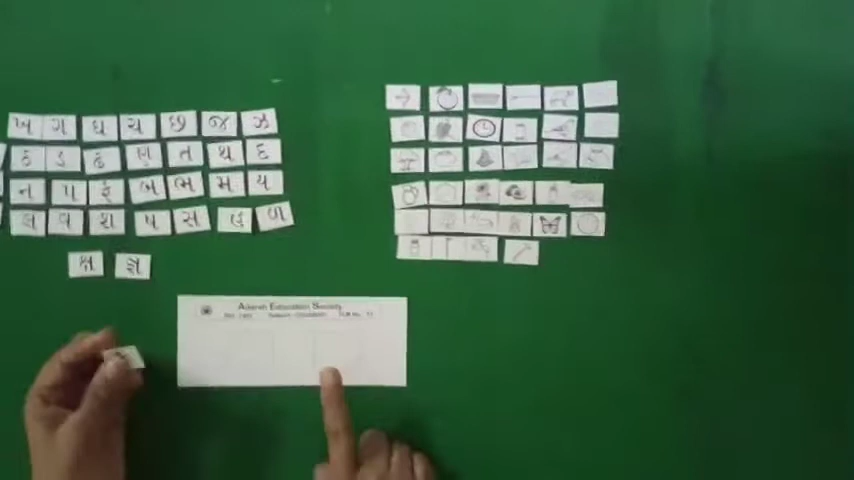 ખ ગ ઘ ચ છ જ ઝ
ઠ ડ ઢ ણ ત થ દ
ન પ ફ બ ભ મ ય
લ વ શ ષ સ હ ળ
ક્ષ જ્ઞ
Adarsh Education Society